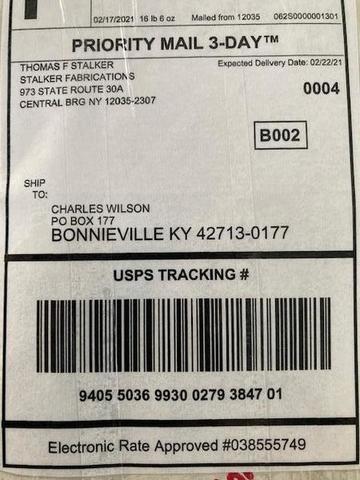 02/17/2021 16 lb 6 oz Mailed from 12035 062S0000001301
PRIORITY MAIL 3-DAY™
THOMAS F STALKER
STALKER FABRICATIONS
973 STATE ROUTE 30A
CENTRAL BRG NY 12035-2307
Expected Delivery Date: 02/22/21
0004
B002
SHIP
TO:
CHARLES WILSON
PO BOX 177
BONNIEVILLE KY 42713-0177
USPS TRACKING #
9405 5036 9930 0279 3847 01
Electronic Rate Approved #038555749